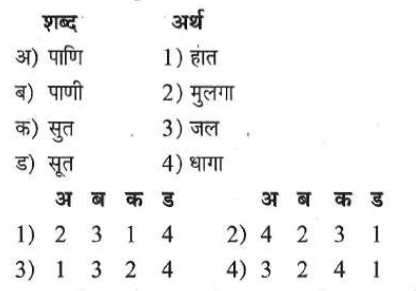 शब्द अर्थ
अ) पाणि 1) हात
ब) पाणी 2) मुलगा
क) सुत 3) जल
ड) सूत 4) धागा
अ ब क ड अ ब क ड
1) 2 3 1 4 2) 4 2 3 1
3) 1 3 2 4 4) 3 2 4 1